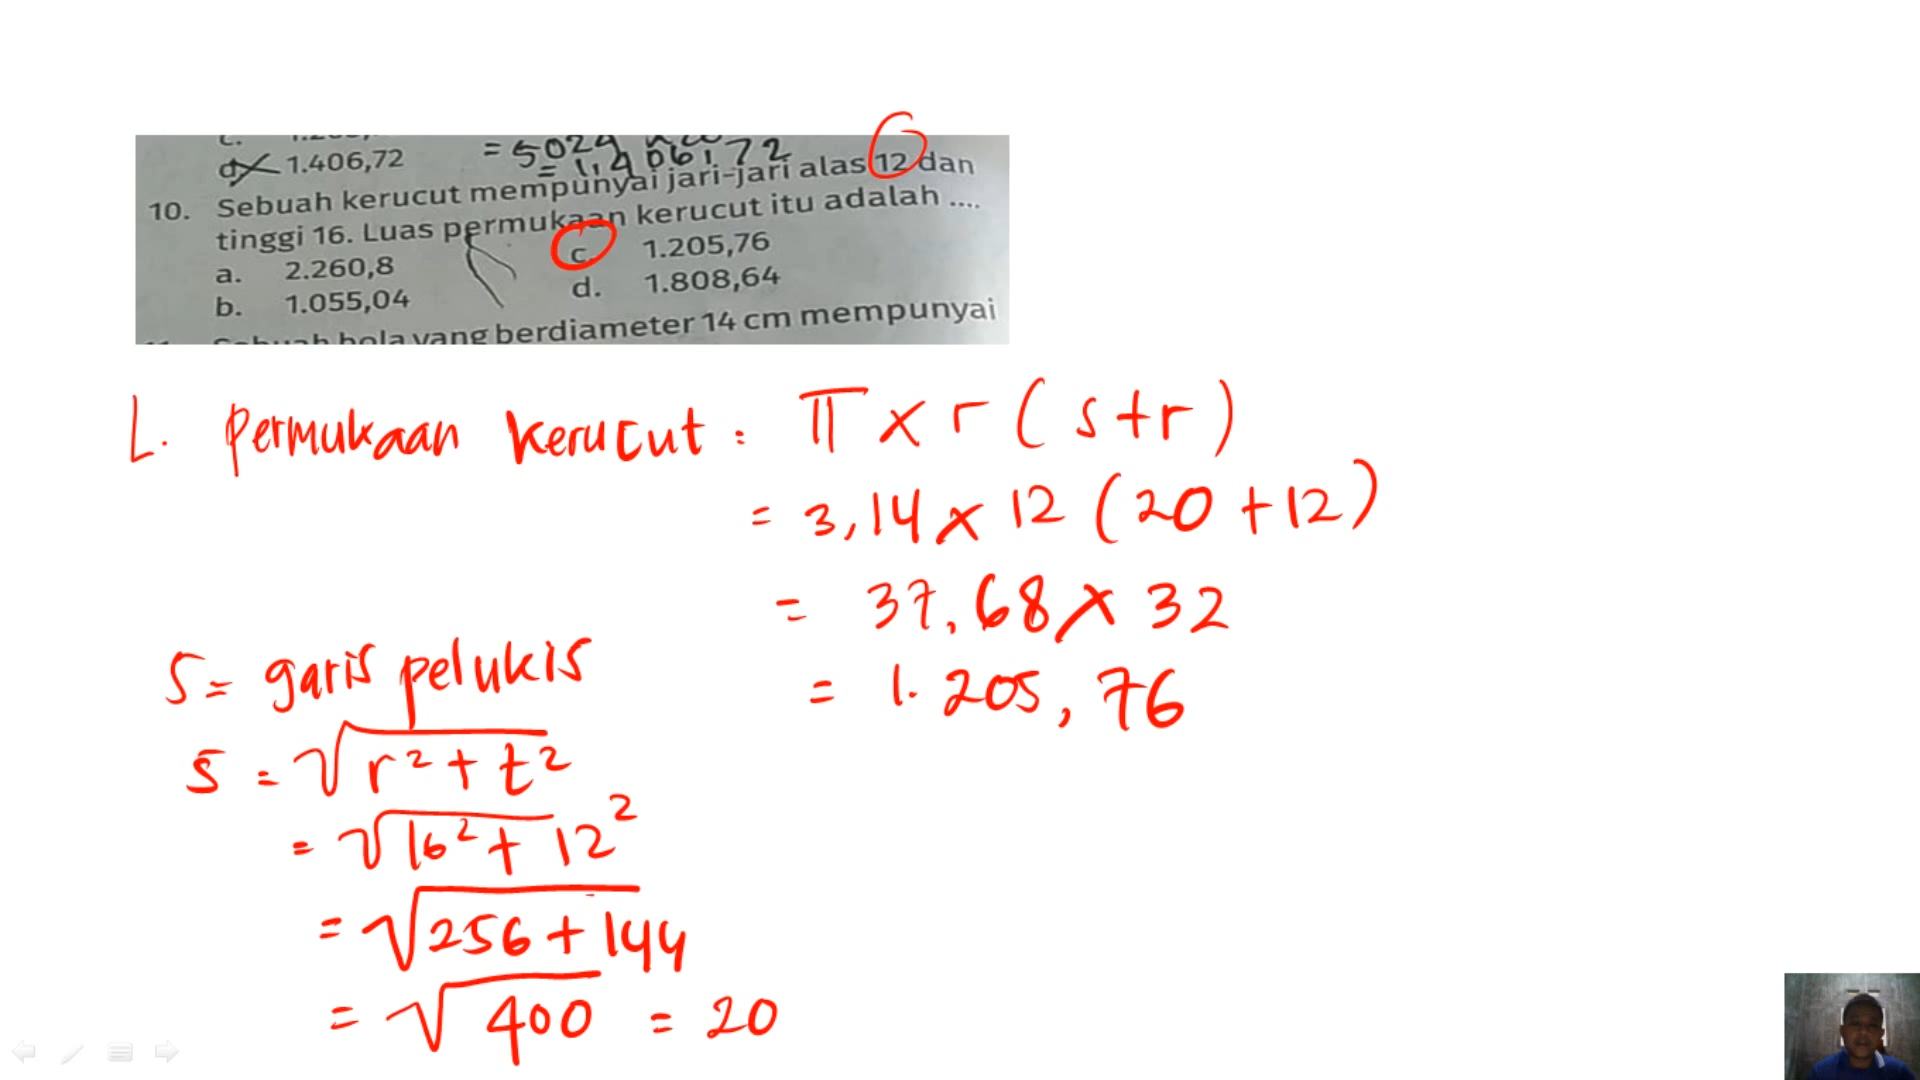 d. 1.406,72 = 5024
= 1.406,72
10. Sebuah kerucut mempunyai jari-jari alas 12 dan
tinggi 16. Luas permukaan kerucut itu adalah ....
a. 2.260,8 c. 1.205,76
b. 1.055,04 d. 1.808,64
Sebuah bola yang berdiameter 14 cm mempunyai
L. Permukaan Kerucut : π × r ( s + r )
= 3,14 × 12 ( 20 + 12 )
= 37,68 × 32
= 1.205,76
S = garis pelukis
S = √r² + t²
= √16² + 12²
= √256 + 144
= √400 = 20